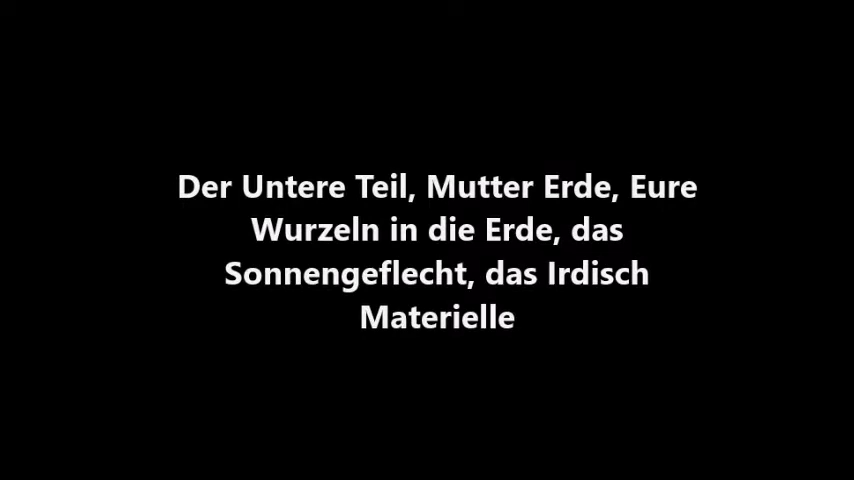 Der Untere Teil, Mutter Erde, Eure
Wurzeln in die Erde, das
Sonnengeflecht, das Irdisch
Materielle